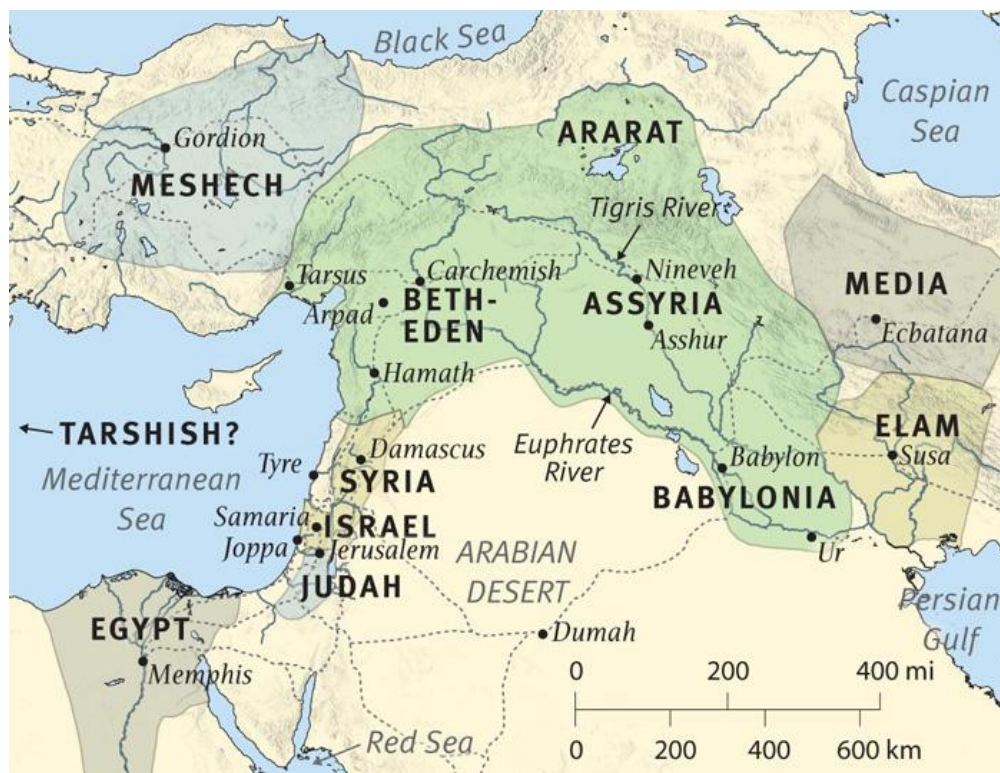 Black Sea
Caspian
Sea
ARARAT
Gordion
MESHECH
Tigris River
Tarsus
Carchemish
Nineveh
MEDIA
Arpad
BETH-
EDEN
ASSYRIA
Asshur
Ecbatana
Hamath
TARSHISH?
ELAM
Euphrates
River
Damascus
Tyre
Babylon
Susa
Mediterranean
Sea
SYRIA
BABYLONIA
Samaria
ISRAEL
Joppa
Jerusalem
Ur
ARABIAN
DESERT
JUDAH
Persian
Gulf
EGYPT
Dumah
Memphis
0 200 400 mi
Red Sea
0 200 400 600 km